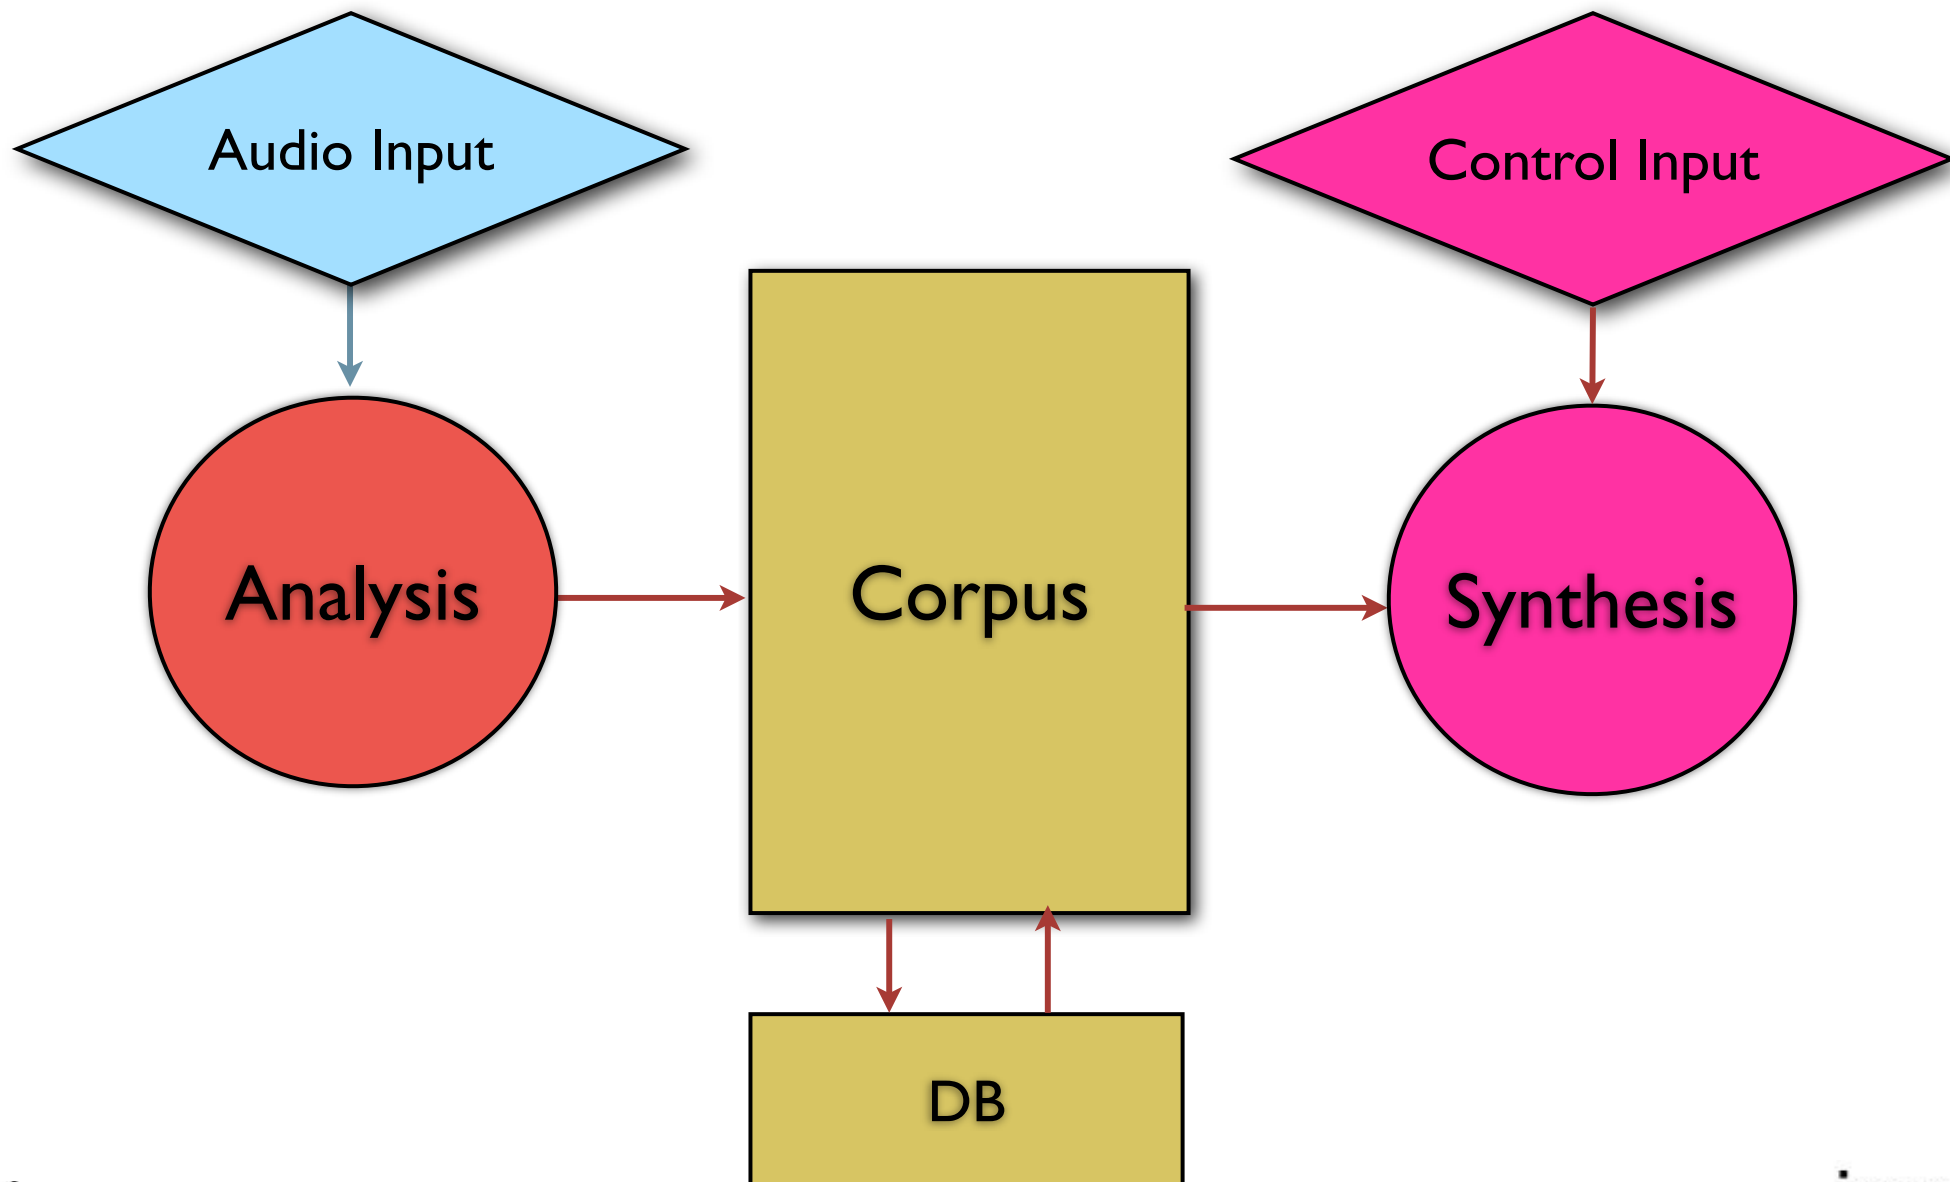 Audio Input
Control Input
Analysis
Corpus
Synthesis
DB